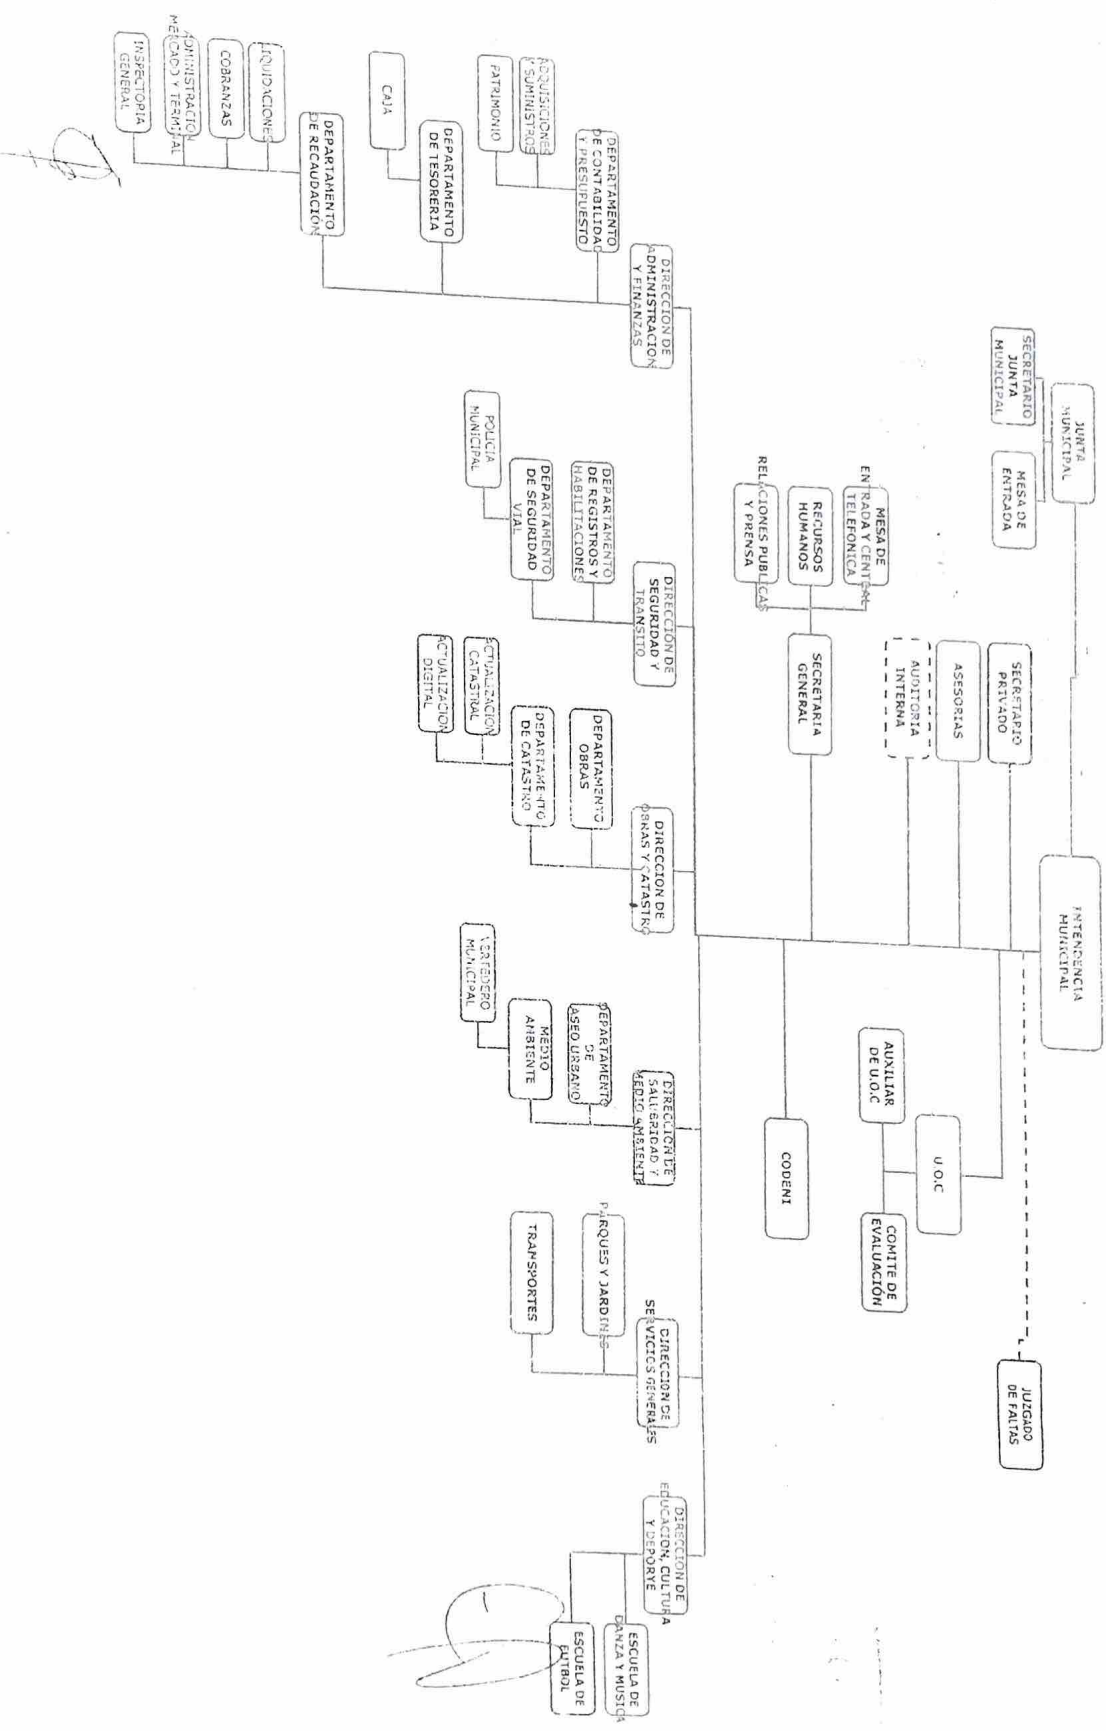 INTENDENCIA
MUNICIPAL
JUNTA
MUNICIPAL
SECRETARIO
JUNTA
MUNICIPAL
MESA DE
ENTRADA
JUZGADO
DE FALTAS
SECRETARIO
PRIVADO
ASESORIAS
AUDITORIA
INTERNA
U.O.C
AUXILIAR
DE U.O.C
COMITE DE
EVALUACIÓN
MESA DE
ENTRADA Y CENTRAL
TELEFONICA
RECURSOS
HUMANOS
RELACIONES PUBLICAS
Y PRENSA
SECRETARIA
GENERAL
CODENI
DIRECCION DE
ADMINISTRACION
Y FINANZAS
DEPARTAMENTO
DE CONTABILIDAD
Y PRESUPUESTO
ADQUISICIONES
Y SUMINISTROS
PATRIMONIO
DEPARTAMENTO
DE TESORERIA
CAJA
DEPARTAMENTO
DE RECAUDACIÓN
LIQUIDACIONES
COBRANZAS
ADMINISTRACION
MERCADO Y TERMINAL
INSPECTORIA
GENERAL
DIRECCIÓN DE
SEGURIDAD Y
TRANSITO
DEPARTAMENTO
DE REGISTROS Y
HABILITACIONES
DEPARTAMENTO
DE SEGURIDAD
VIAL
POLICIA
MUNICIPAL
DIRECCION DE
OBRAS Y CATASTRO
DEPARTAMENTO
OBRAS
DEPARTAMENTO
DE CATASTRO
ACTUALIZACION
CATASTRAL
ACTUALIZACION
DIGITAL
DIRECCION DE
SALUBRIDAD Y
MEDIO AMBIENTE
DEPARTAMENTO
DE
ASEO URBANO
MEDIO
AMBIENTE
VERTEDERO
MUNICIPAL
DIRECCION DE
SERVICIOS GENERALES
PARQUES Y JARDINES
TRANSPORTES
DIRECCIÓN DE
EDUCACION, CULTURA
Y DEPORTE
ESCUELA DE
DANZA Y MUSICA
ESCUELA DE
FUTBOL